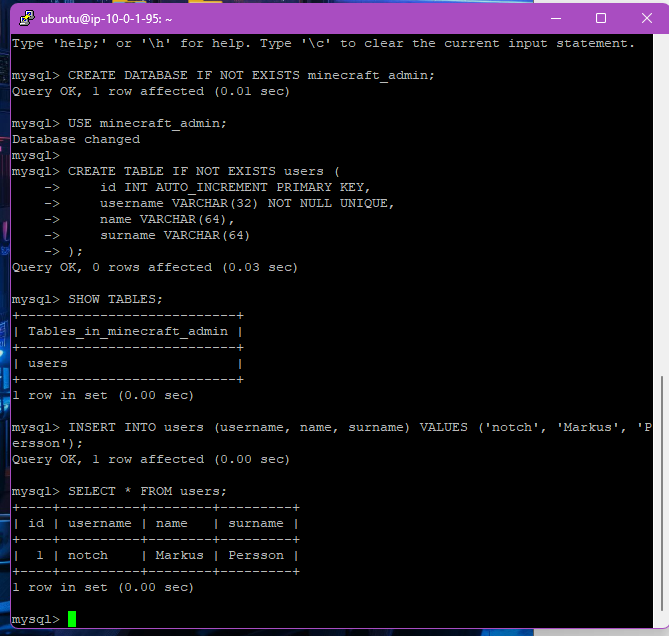 ubuntu@ip-10-0-1-95: ~
Type 'help;' or '\h' for help. Type '\c' to clear the current input statement.
mysql> CREATE DATABASE IF NOT EXISTS minecraft_admin;
Query OK, 1 row affected (0.01 sec)
mysql> USE minecraft_admin;
Database changed
mysql>
mysql> CREATE TABLE IF NOT EXISTS users (
    ->     id INT AUTO_INCREMENT PRIMARY KEY,
    ->     username VARCHAR(32) NOT NULL UNIQUE,
    ->     name VARCHAR(64),
    ->     surname VARCHAR(64)
    -> );
Query OK, 0 rows affected (0.03 sec)
mysql> SHOW TABLES;
+---------------------------+
| Tables_in_minecraft_admin |
+---------------------------+
| users                     |
+---------------------------+
1 row in set (0.00 sec)
mysql> INSERT INTO users (username, name, surname) VALUES ('notch', 'Markus', 'P
ersson');
Query OK, 1 row affected (0.00 sec)
mysql> SELECT * FROM users;
+----+----------+--------+---------+
| id | username | name   | surname |
+----+----------+--------+---------+
|  1 | notch    | Markus | Persson |
+----+----------+--------+---------+
1 row in set (0.00 sec)
mysql>